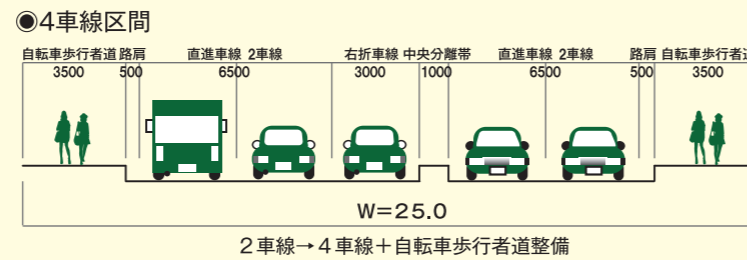 ◉4車線区間
自転車歩行者道 路肩 直進車線 2車線 右折車線 中央分離帯 直進車線 2車線 路肩 自転車歩行者道
3500 500 6500 3000 1000 6500 500 3500
W=25.0
2車線→4車線+自転車歩行者道整備